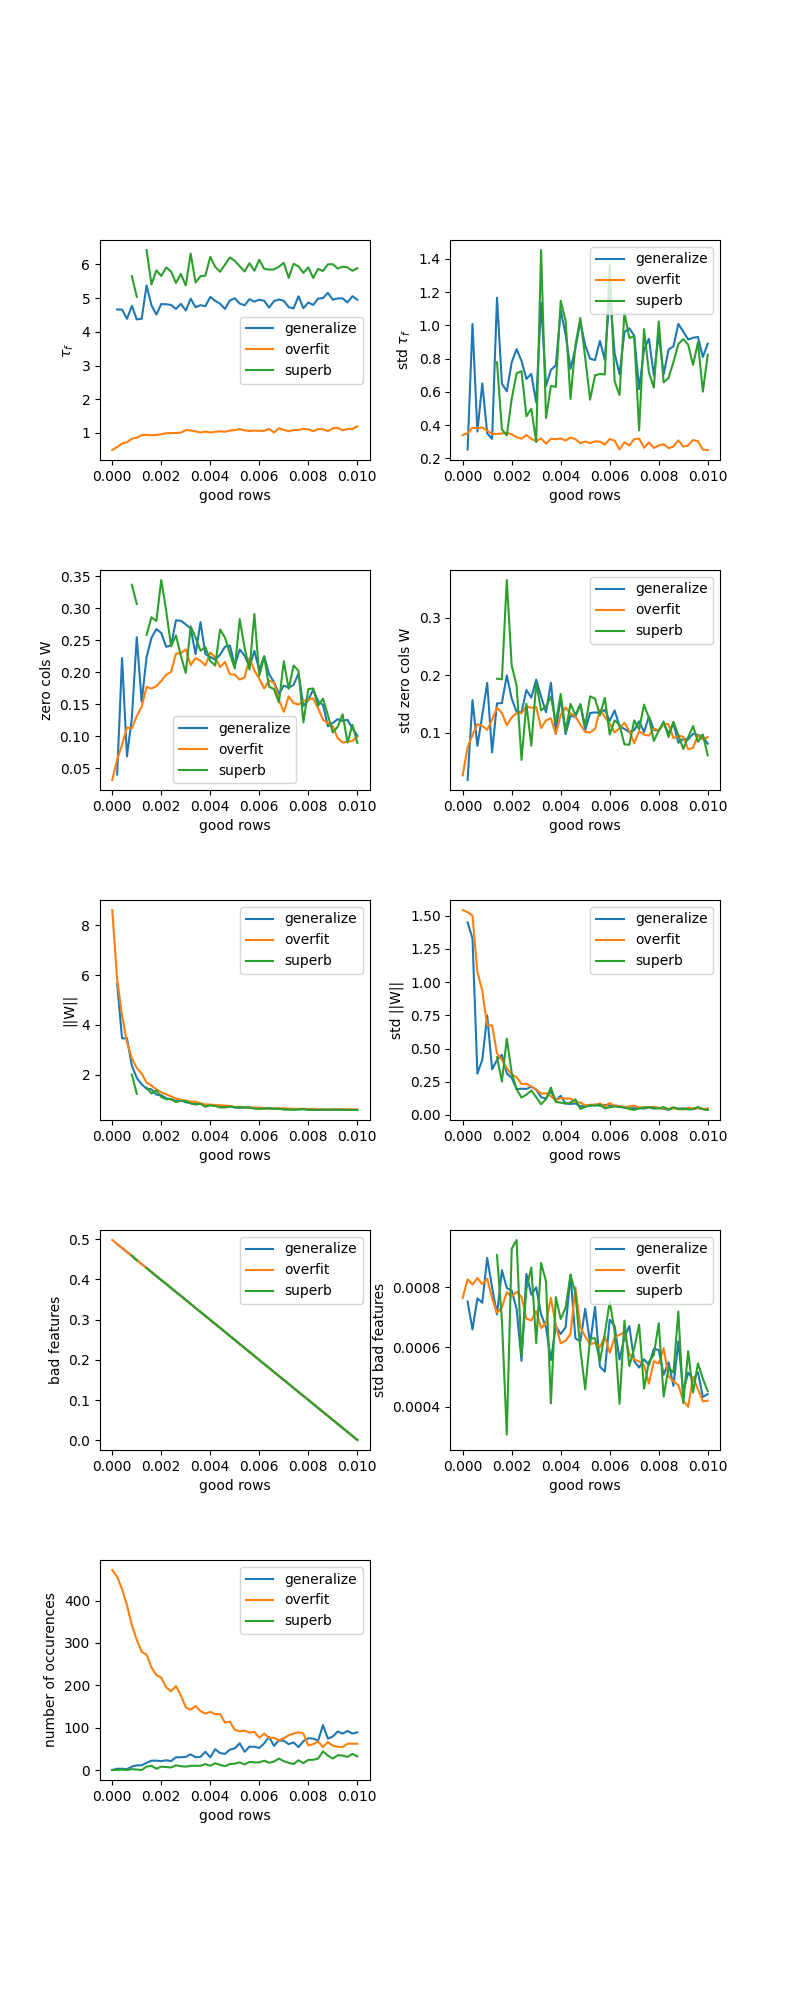 6
5
4
3
2
1
τf
generalize
overfit
superb
0.000 0.002 0.004 0.006 0.008 0.010
good rows
1.4
1.2
1.0
0.8
0.6
0.4
0.2
std τf
generalize
overfit
superb
0.000 0.002 0.004 0.006 0.008 0.010
good rows
0.35
0.30
0.25
0.20
0.15
0.10
0.05
zero cols W
generalize
overfit
superb
0.000 0.002 0.004 0.006 0.008 0.010
good rows
0.3
0.2
0.1
std zero cols W
generalize
overfit
superb
0.000 0.002 0.004 0.006 0.008 0.010
good rows
8
6
4
2
||W||
generalize
overfit
superb
0.000 0.002 0.004 0.006 0.008 0.010
good rows
1.50
1.25
1.00
0.75
0.50
0.25
0.00
std ||W||
generalize
overfit
superb
0.000 0.002 0.004 0.006 0.008 0.010
good rows
0.5
0.4
0.3
0.2
0.1
0.0
bad features
generalize
overfit
superb
0.000 0.002 0.004 0.006 0.008 0.010
good rows
0.0008
0.0006
0.0004
std bad features
generalize
overfit
superb
0.000 0.002 0.004 0.006 0.008 0.010
good rows
400
300
200
100
0
number of occurences
generalize
overfit
superb
0.000 0.002 0.004 0.006 0.008 0.010
good rows